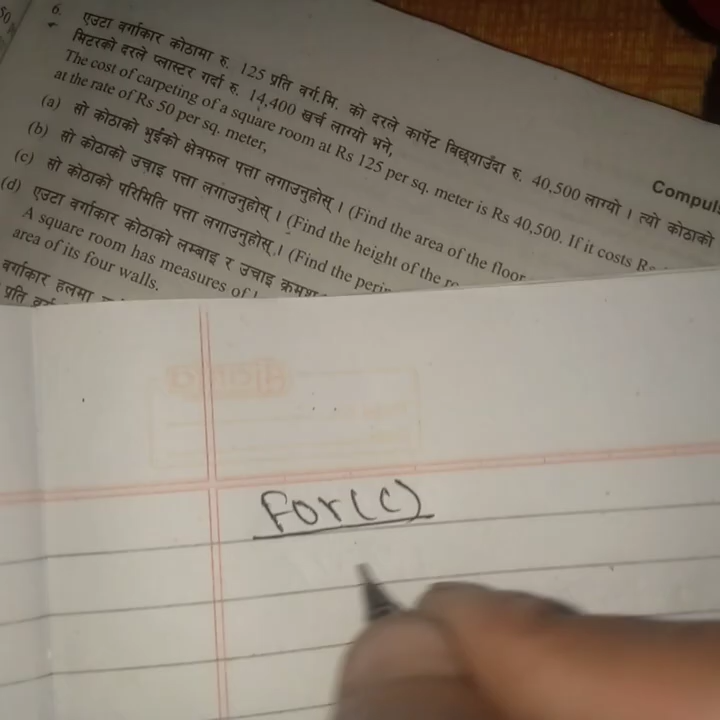 50,
6. एउटा वर्गाकार कोठामा रु. 125 प्रति वर्ग.मि. को दरले कार्पेट बिछ्याउँदा रु. 40,500 लाग्यो । त्यो कोठाको
मिटरको दरले प्लास्टर गर्दा रु. 14,400 खर्च लाग्यो भने,
The cost of carpeting of a square room at Rs 125 per sq. meter is Rs 40,500. If it costs
at the rate of Rs 50 per sq. meter,
(a) सो कोठाको भुईको क्षेत्रफल पत्ता लगाउनुहोस् । (Find the area of the floor
(b) सो कोठाको उचाइ पत्ता लगाउनुहोस् । (Find the height of the
(c) सो कोठाको परिमिति पत्ता लगाउनुहोस् । (Find the
(d) एउटा वर्गाकार कोठाको लम्बाइ र उचाइ क्रमशः
A square room has measures of
area of its four walls.
वर्गाकार हलमा
प्रति
For (c)